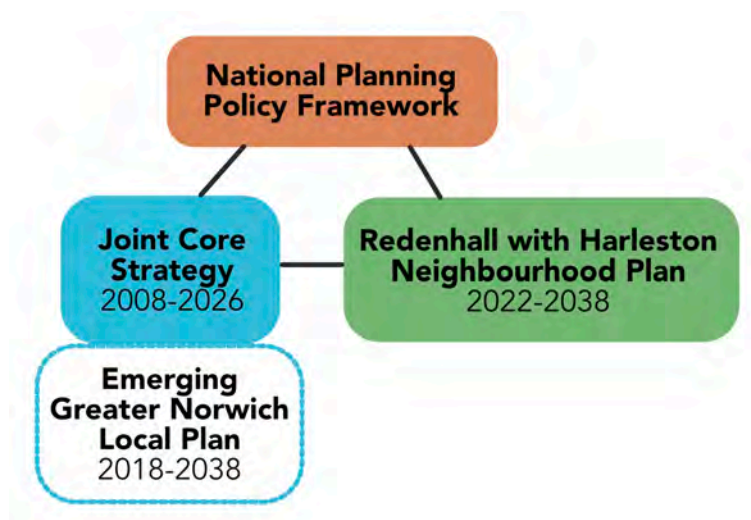 National Planning
Policy Framework
Joint Core
Strategy
2008-2026
Redenhall with Harleston
Neighbourhood Plan
2022-2038
Emerging
Greater Norwich
Local Plan
2018-2038